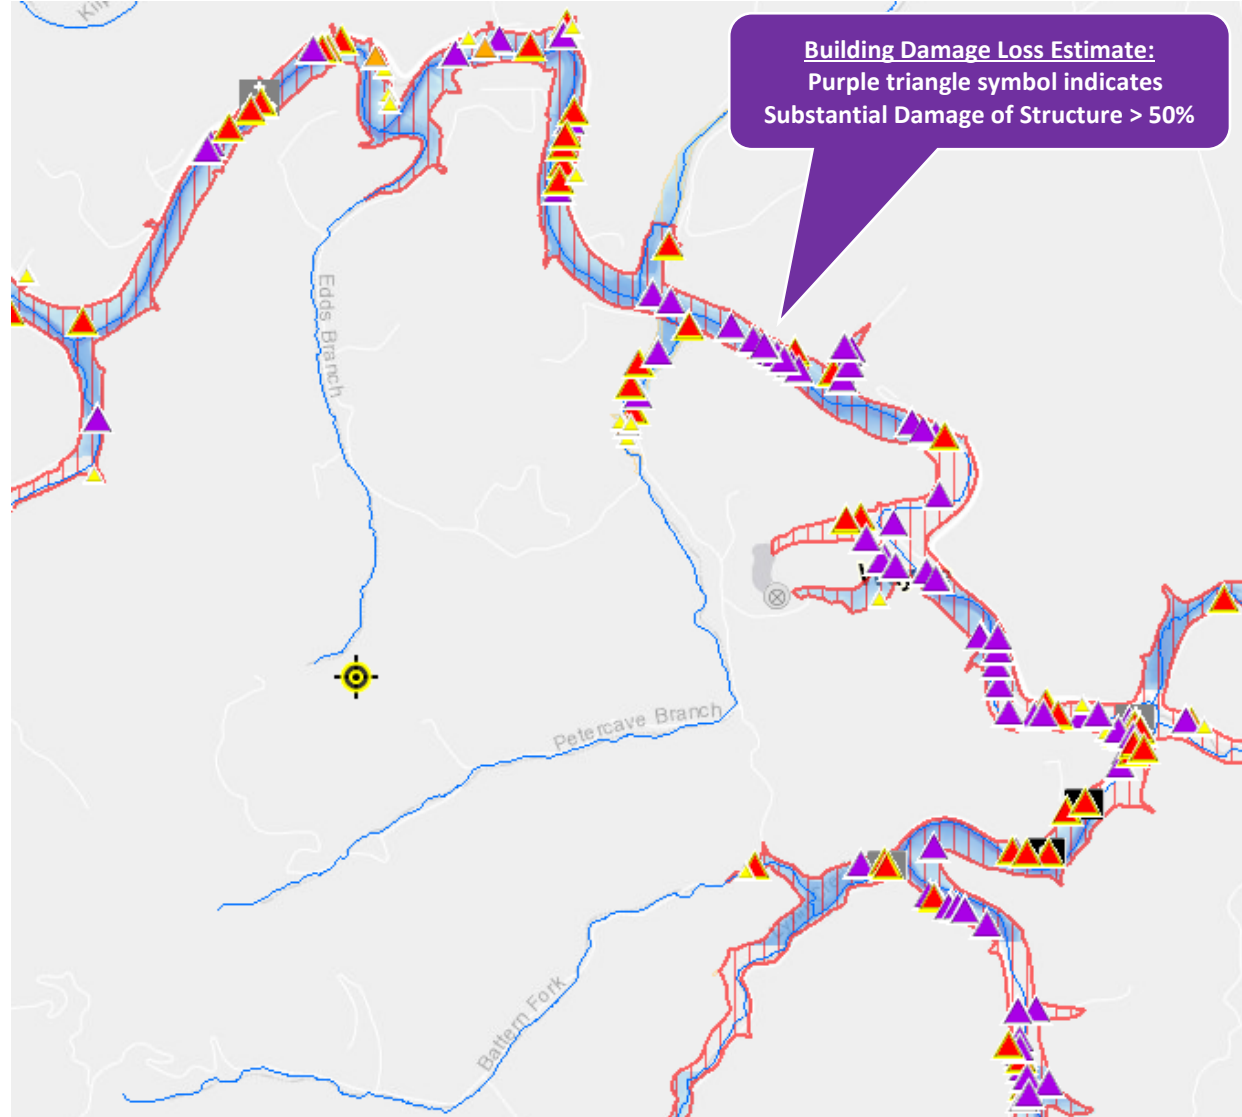 Building Damage Loss Estimate:
Purple triangle symbol indicates
Substantial Damage of Structure > 50%
Edds Branch
Petercave Branch
Battern Fork